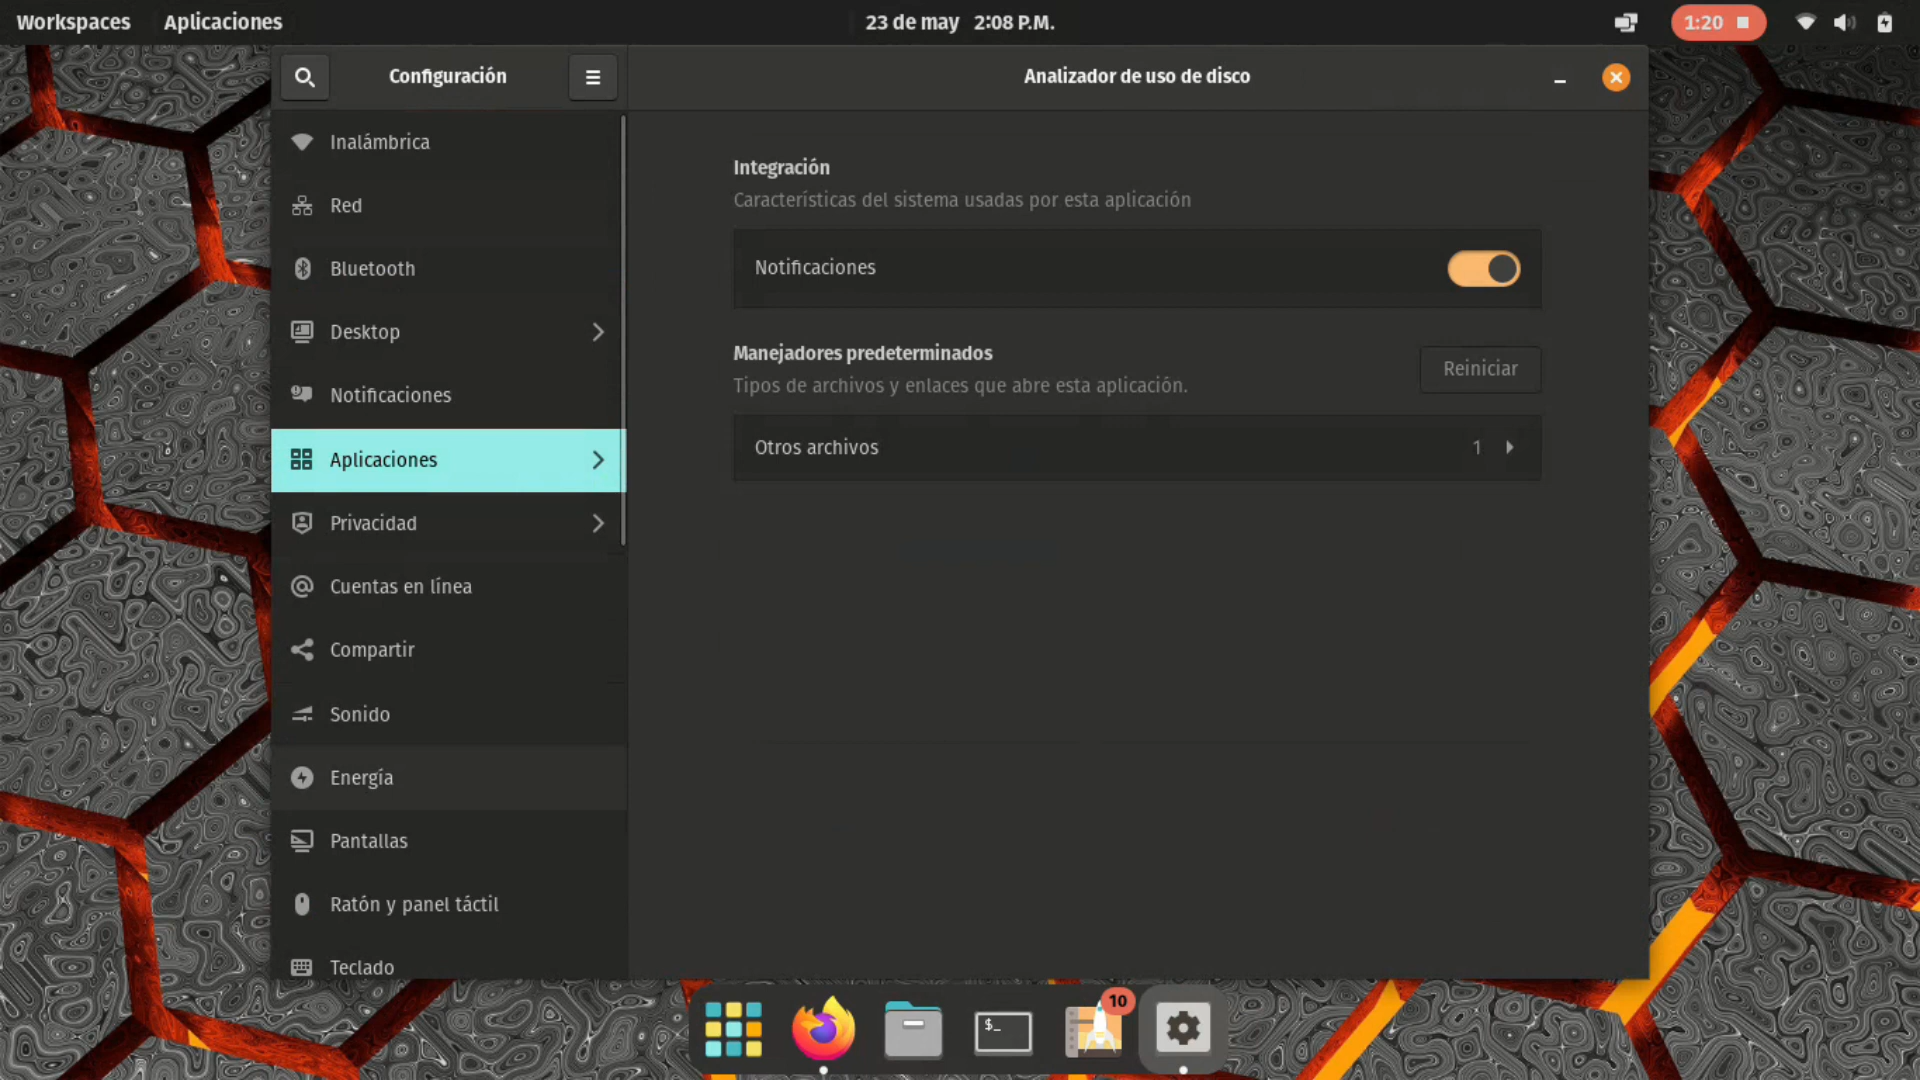 Workspaces
Aplicaciones
23 de may 2:08 P.M.
1:20
Configuración
Analizador de uso de disco
Inalámbrica
Red
Bluetooth
Desktop
Notificaciones
Aplicaciones
Privacidad
Cuentas en línea
Compartir
Sonido
Energía
Pantallas
Ratón y panel táctil
Teclado
Integración
Características del sistema usadas por esta aplicación
Notificaciones
Manejadores predeterminados
Tipos de archivos y enlaces que abre esta aplicación.
Reiniciar
Otros archivos
1
$_
10